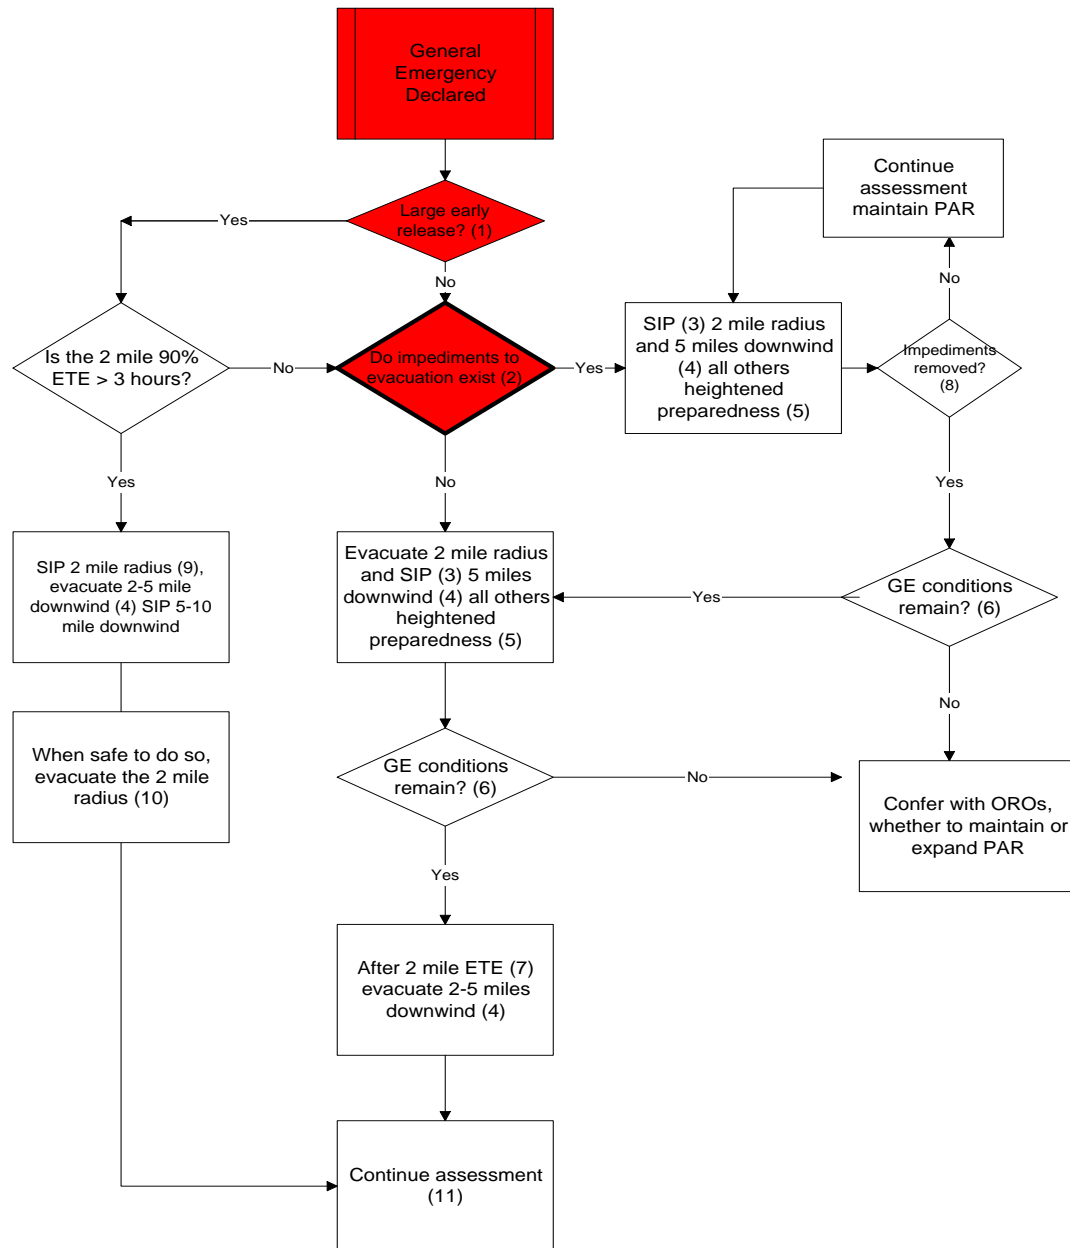 General
Emergency
Declared
Large early
release? (1)
Yes
No
Continue
assessment
maintain PAR
Is the 2 mile 90%
ETE > 3 hours?
No
Do impediments to
evacuation exist (2)
Yes
SIP (3) 2 mile radius
and 5 miles downwind
(4) all others
heightened
preparedness (5)
Impediments
removed?
(8)
No
Yes
No
Yes
SIP 2 mile radius (9),
evacuate 2-5 mile
downwind (4) SIP 5-10
mile downwind
Evacuate 2 mile radius
and SIP (3) 5 miles
downwind (4) all others
heightened
preparedness
(5)
Yes
GE conditions
remain? (6)
No
When safe to do so,
evacuate the 2 mile
radius (10)
GE conditions
remain? (6)
No
Confer with OROs,
whether to maintain or
expand PAR
Yes
After 2 mile ETE (7)
evacuate 2-5 miles
downwind (4)
Continue assessment
(11)